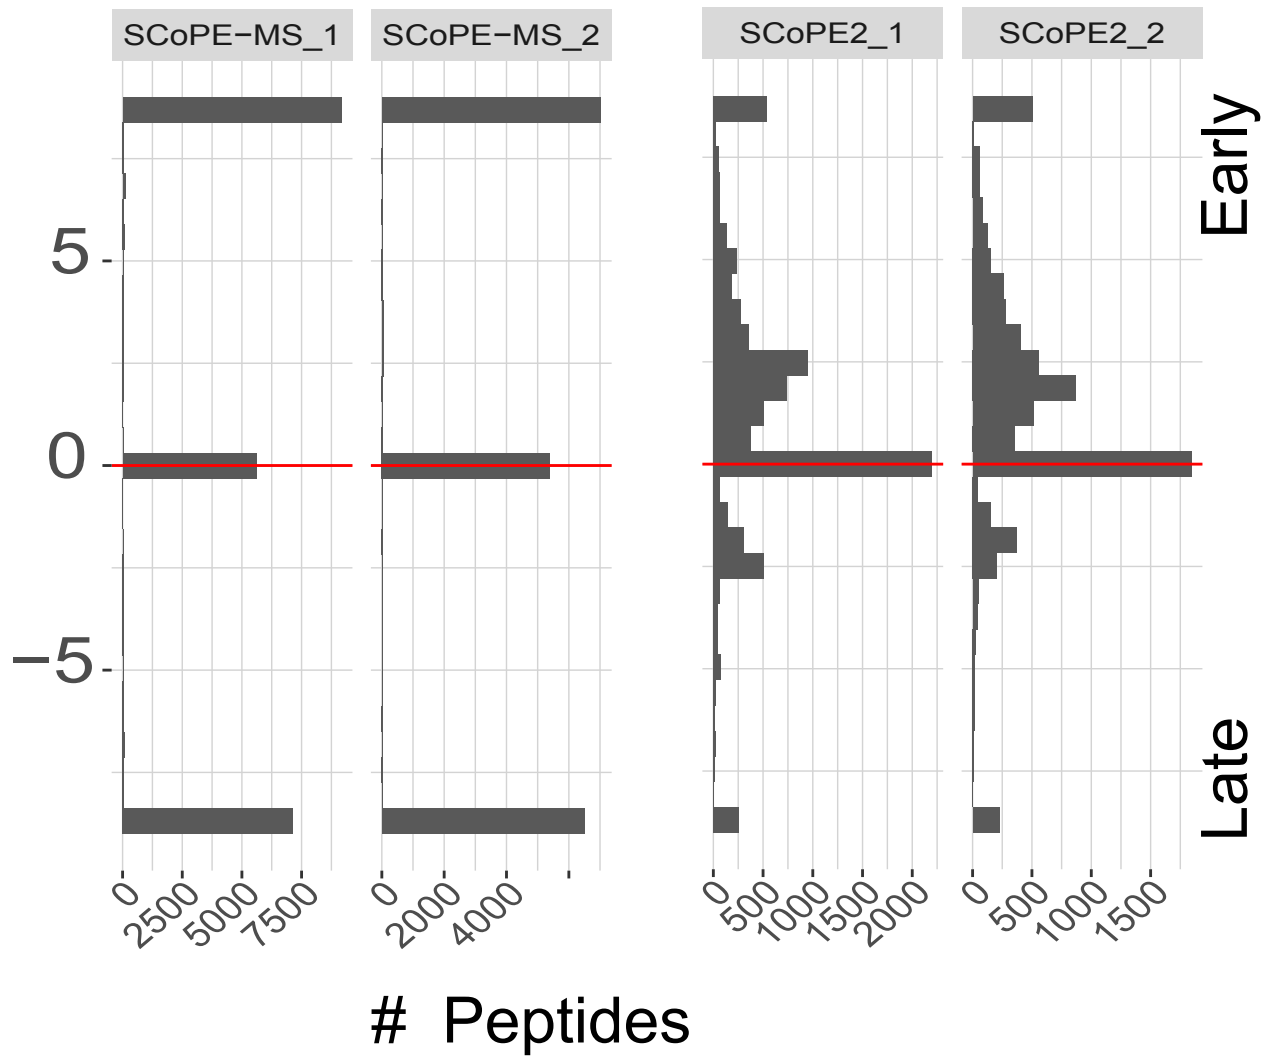 SCoPE−MS_1 SCoPE−MS_2 SCoPE2_1 SCoPE2_2
Early
5
0
−5
Late
0 2500 5000 7500 0 2000 4000 0 500 1000 1500 2000 0 500 1000 1500
# Peptides